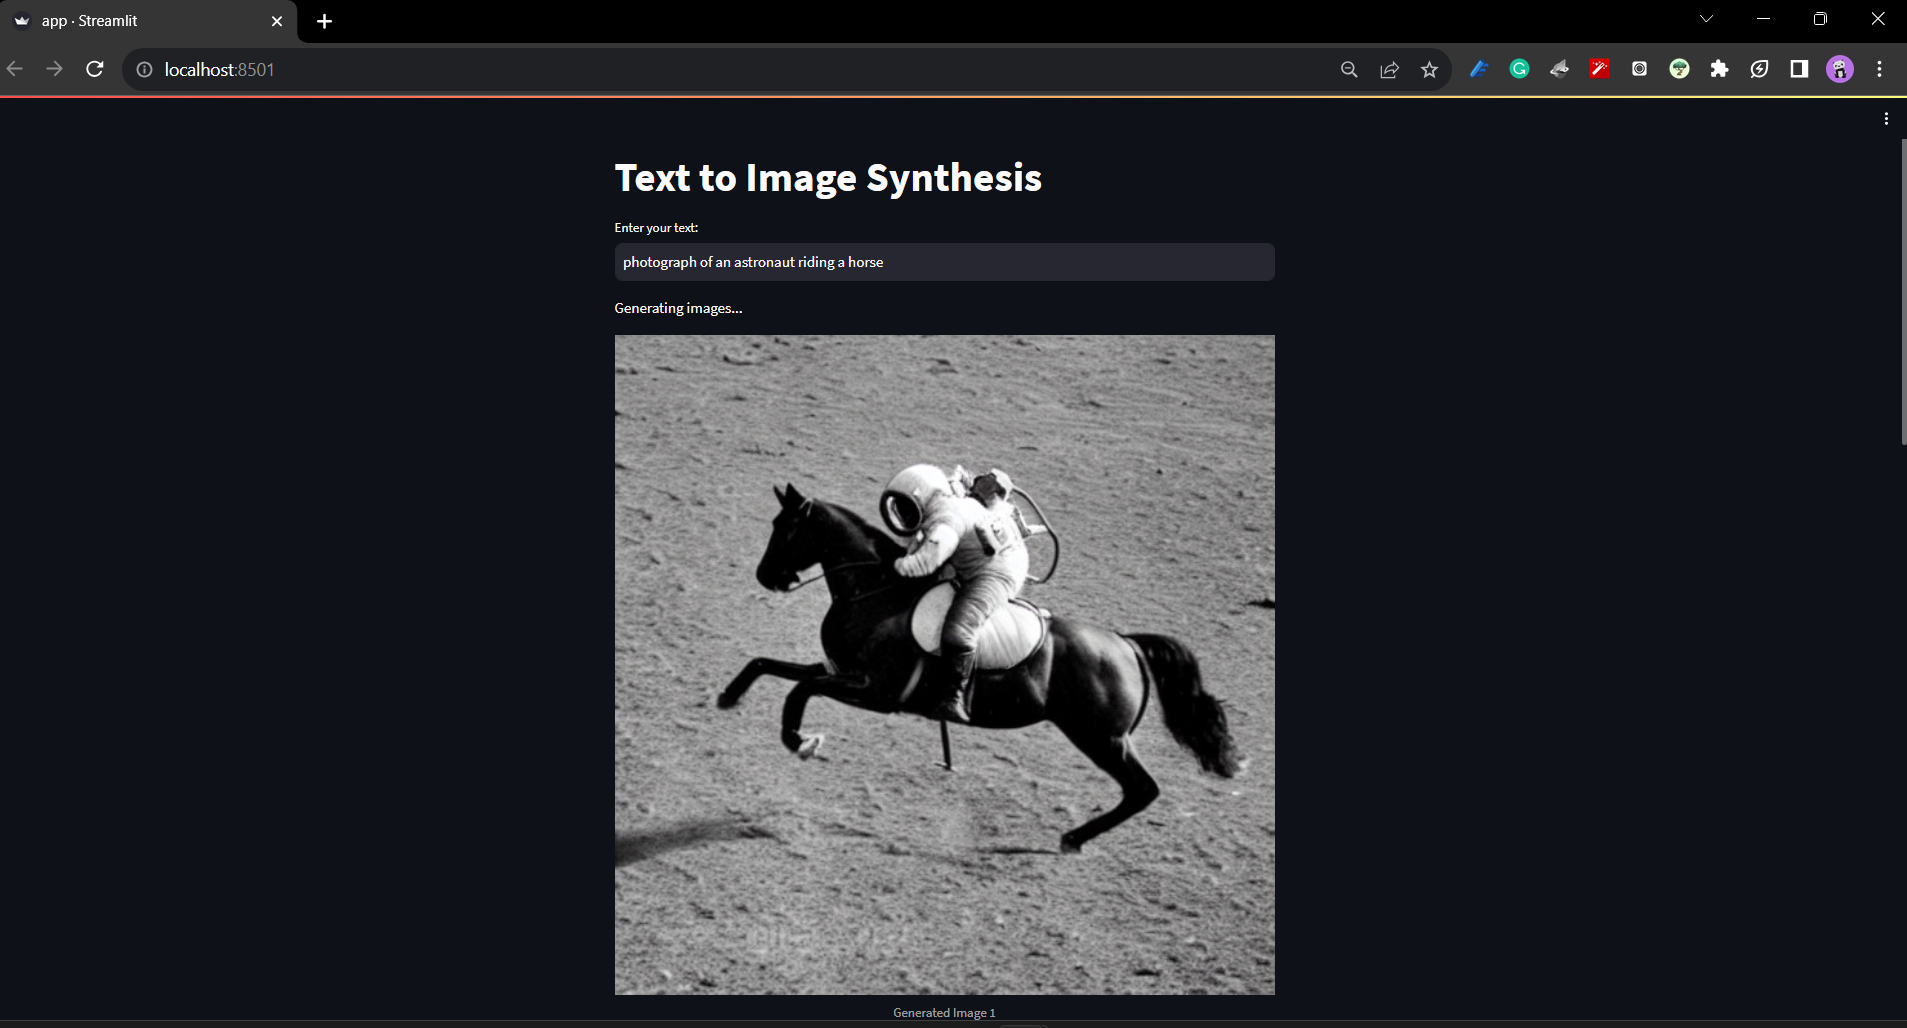 app · Streamlit
localhost:8501
Text to Image Synthesis
Enter your text:
photograph of an astronaut riding a horse
Generating images...
Generated Image 1